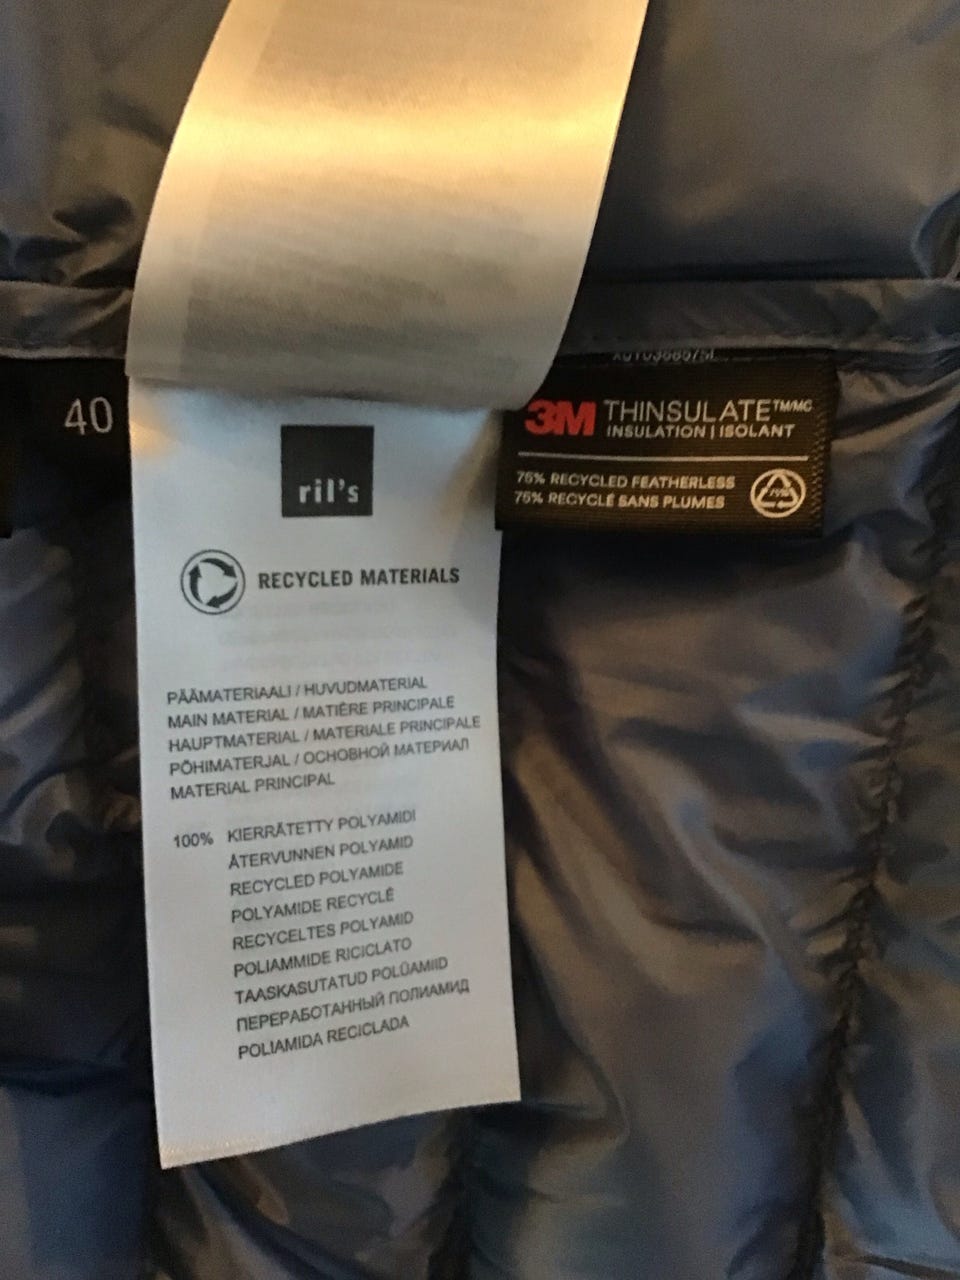 40
3M THINSULATE™/MC
INSULATION | ISOLANT
75% RECYCLED FEATHERLESS
75% RECYCLÉ SANS PLUMES
75%
ril's
RECYCLED MATERIALS
PÄÄMATERIAALI / HUVUDMATERIAL
MAIN MATERIAL / MATIÈRE PRINCIPALE
HAUPTMATERIAL / MATERIALE PRINCIPALE
PÕHIMATERJAL / ОСНОВНОЙ МАТЕРИАЛ
MATERIAL PRINCIPAL
100% KIERRÄTETTY POLYAMIDI
ÅTERVUNNEN POLYAMID
RECYCLED POLYAMIDE
POLYAMIDE RECYCLÉ
RECYCELTES POLYAMID
POLIAMMIDE RICICLATO
TAASKASUTATUD POLÜAMIID
ПЕРЕРАБОТАННЫЙ ПОЛИАМИД
POLIAMIDA RECICLADA